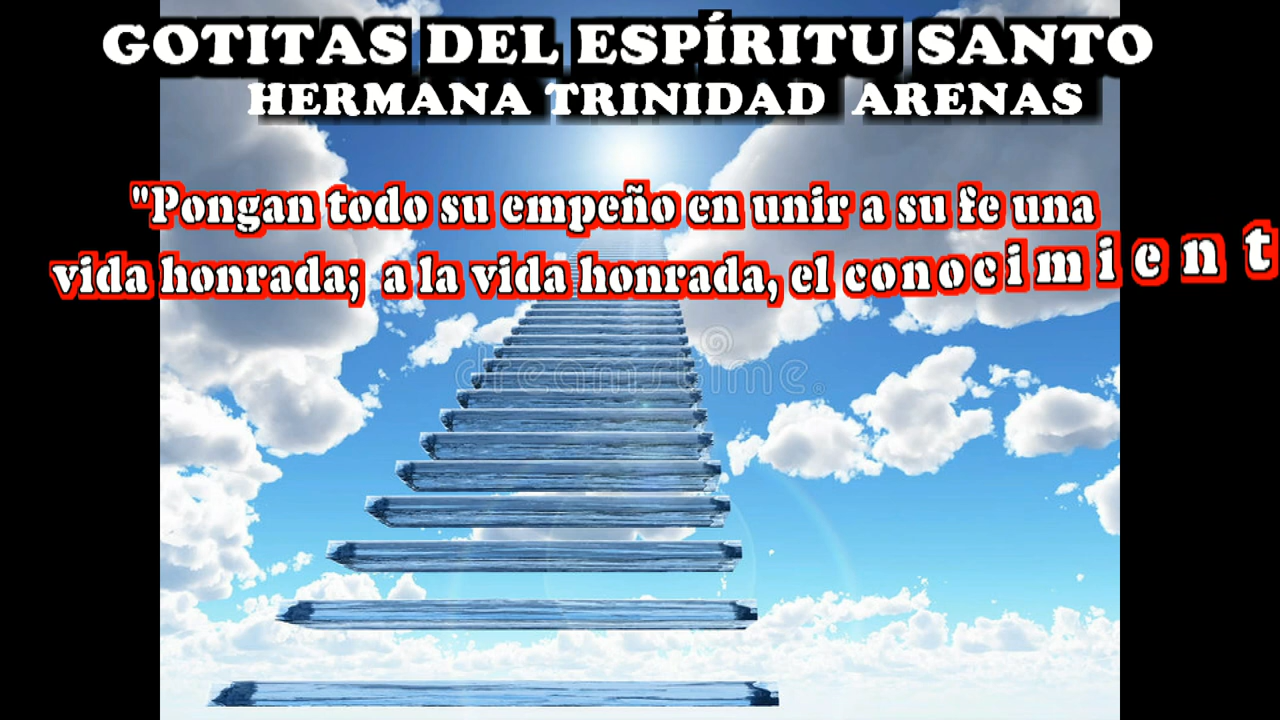 GOTITAS DEL ESPÍRITU SANTO
HERMANA TRINIDAD ARENAS
"Pongan todo su empeño en unir a su fe una
vida honrada; a la vida honrada, el conocimient
dreamstime.